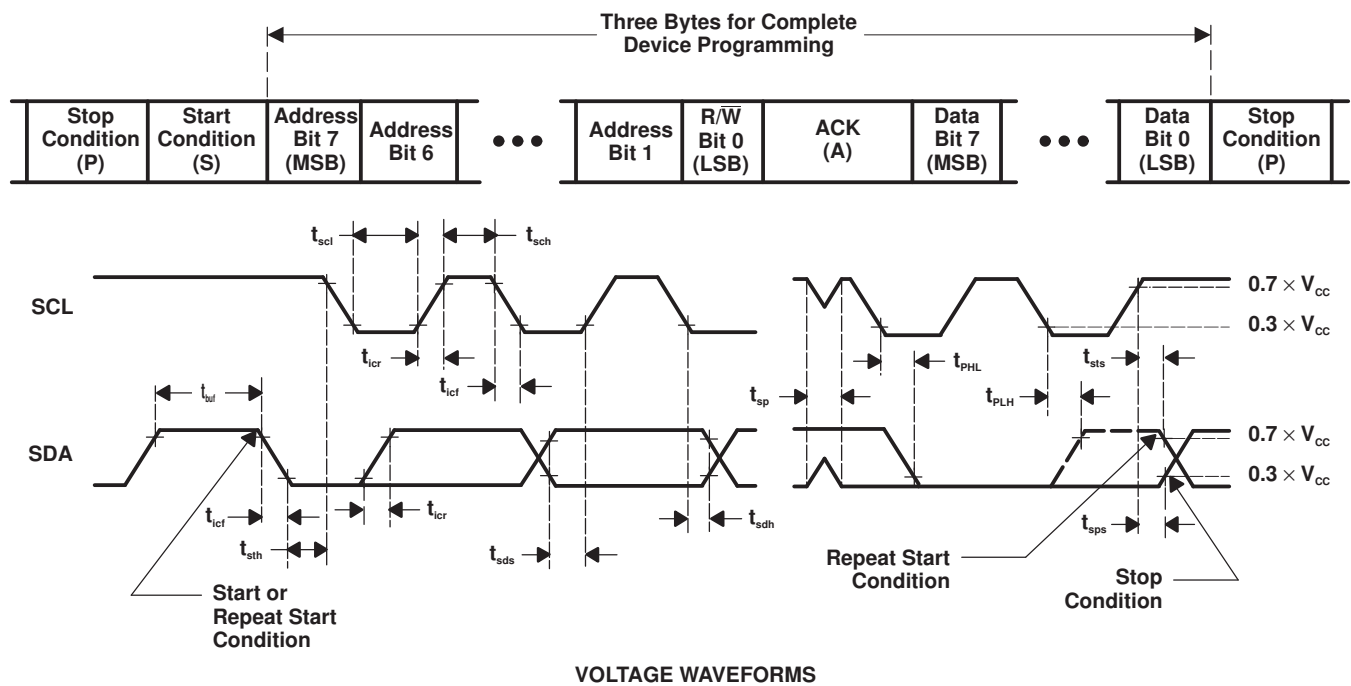 Three Bytes for Complete
Device Programming
Stop
Condition
(P)
Start
Condition
(S)
Address
Bit 7
(MSB)
Address
Bit 6
Address
Bit 1
R/W̅
Bit 0
(LSB)
ACK
(A)
Data
Bit 7
(MSB)
Data
Bit 0
(LSB)
Stop
Condition
(P)
tscl
tsch
SCL
0.7 × VCC
0.3 × VCC
ticr
ticf
tPHL
tsts
tbuf
tsp
tPLH
SDA
0.7 × VCC
0.3 × VCC
ticf
ticr
tsdh
tsth
tsds
tsps
Start or
Repeat Start
Condition
Repeat Start
Condition
Stop
Condition
VOLTAGE WAVEFORMS